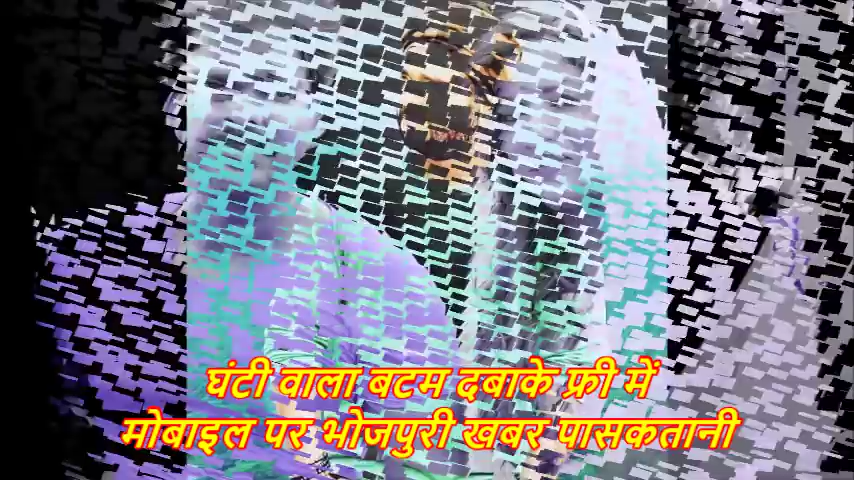 घंटी वाला बटम दबाके फ्री में
मोबाइल पर भोजपुरी खबर पासकतानी